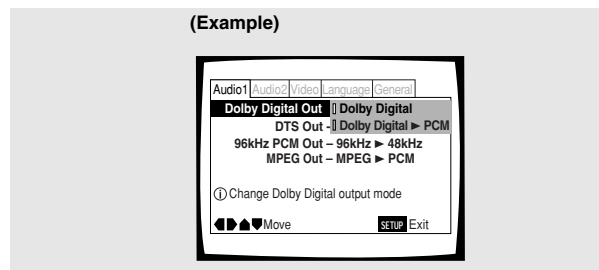 (Example)
Audio1 Audio2 Video Language General
Dolby Digital Out Dolby Digital
DTS Out - Dolby Digital ► PCM
96kHz PCM Out – 96kHz ► 48kHz
MPEG Out – MPEG ► PCM
ⓘ Change Dolby Digital output mode
Move SETUP Exit